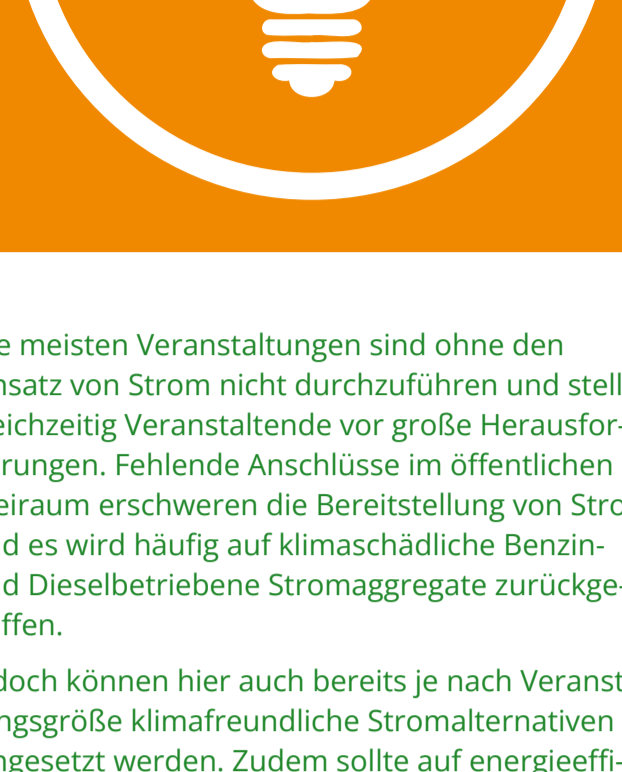 e meisten Veranstaltungen sind ohne den
nsatz von Strom nicht durchzuführen und stell
eichzeitig Veranstaltende vor große Herausfor-
rungen. Fehlende Anschlüsse im öffentlichen
eiraum erschweren die Bereitstellung von Stro
d es wird häufig auf klimaschädliche Benzin-
d Dieselbetriebene Stromaggregate zurückge-
ffen.
doch können hier auch bereits je nach Veranst
ngsgröße klimafreundliche Stromalternativen
ngesetzt werden. Zudem sollte auf energieeffi-